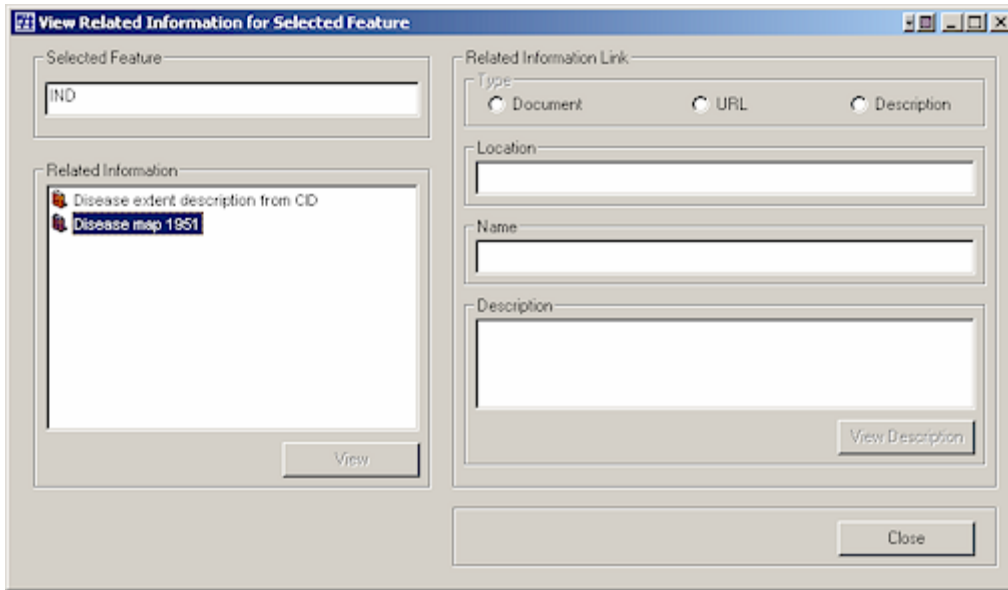 View Related Information for Selected Feature
Selected Feature
IND
Related Information
Disease extent description from CID
Disease map 1951
View
Related Information Link
Type
Document URL Description
Location
Name
Description
View Description
Close